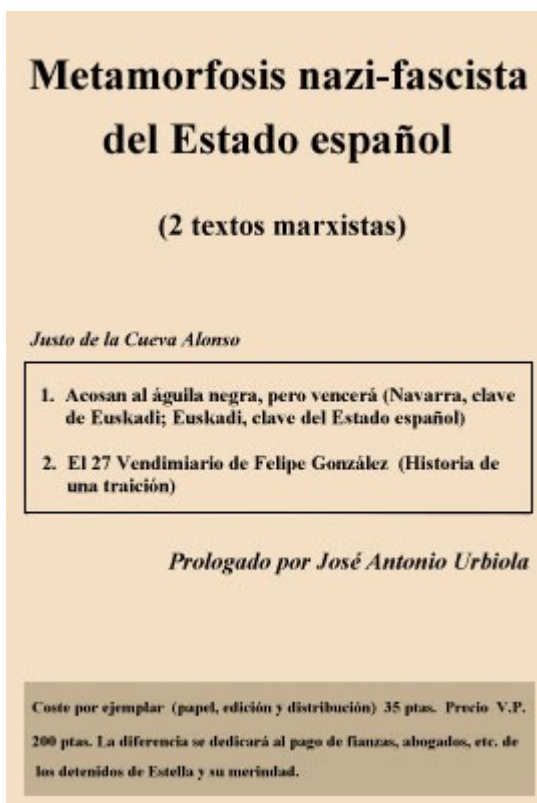 Metamorfosis nazi-fascista
del Estado español
(2 textos marxistas)
Justo de la Cueva Alonso
1. Acosan al águila negra, pero vencerá (Navarra, clave
de Euskadi; Euskadi, clave del Estado español)
2. El 27 Vendimiario de Felipe González (Historia de
una traición)
Prologado por José Antonio Urbiola
Coste por ejemplar (papel, edición y distribución) 35 ptas. Precio V.P.
200 ptas. La diferencia se dedicará al pago de fianzas, abogados, etc. de
los detenidos de Estella y su merindad.